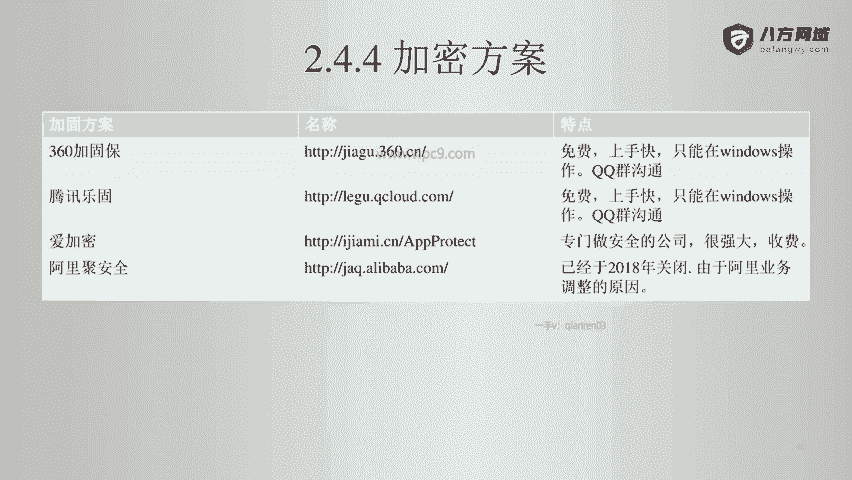 八方网域
bafangwy.com
2.4.4 加密方案
加固方案 名称 特点
360加固保 http://jiagu.360.cn/ 免费，上手快，只能在windows操
作。QQ群沟通
腾讯乐固 http://legu.qcloud.com/ 免费，上手快，只能在windows操
作。QQ群沟通
爱加密 http://ijiami.cn/AppProtect 专门做安全的公司，很强大，收费。
阿里聚安全 http://jaq.alibaba.com/ 已经于2018年关闭. 由于阿里业务
调整的原因。
一手v：qianren03